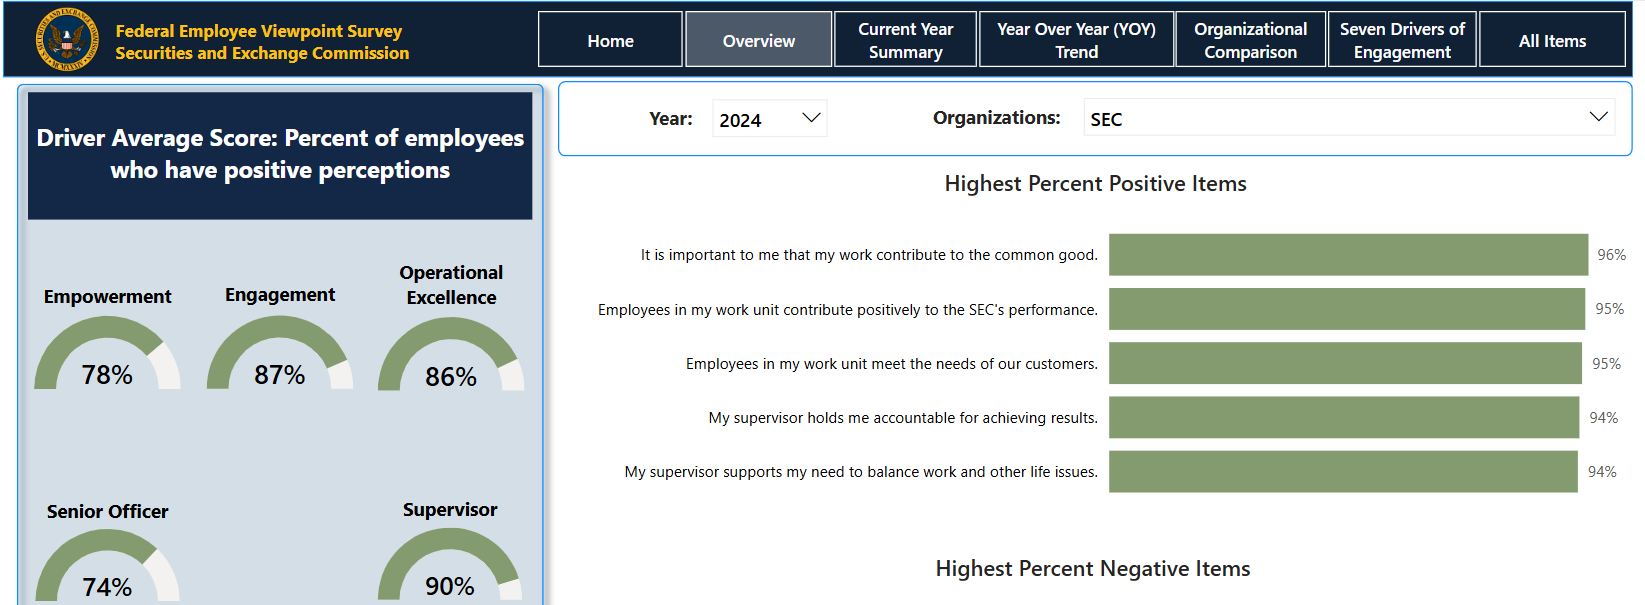 Federal Employee Viewpoint Survey
Securities and Exchange Commission
Home
Overview
Current Year
Summary
Year Over Year (YOY)
Trend
Organizational
Comparison
Seven Drivers of
Engagement
All Items
Driver Average Score: Percent of employees
who have positive perceptions
Empowerment
78%
Engagement
87%
Operational
Excellence
86%
Senior Officer
74%
Supervisor
90%
Year:
2024
Organizations:
SEC
Highest Percent Positive Items
It is important to me that my work contribute to the common good.
96%
Employees in my work unit contribute positively to the SEC's performance.
95%
Employees in my work unit meet the needs of our customers.
95%
My supervisor holds me accountable for achieving results.
94%
My supervisor supports my need to balance work and other life issues.
94%
Highest Percent Negative Items